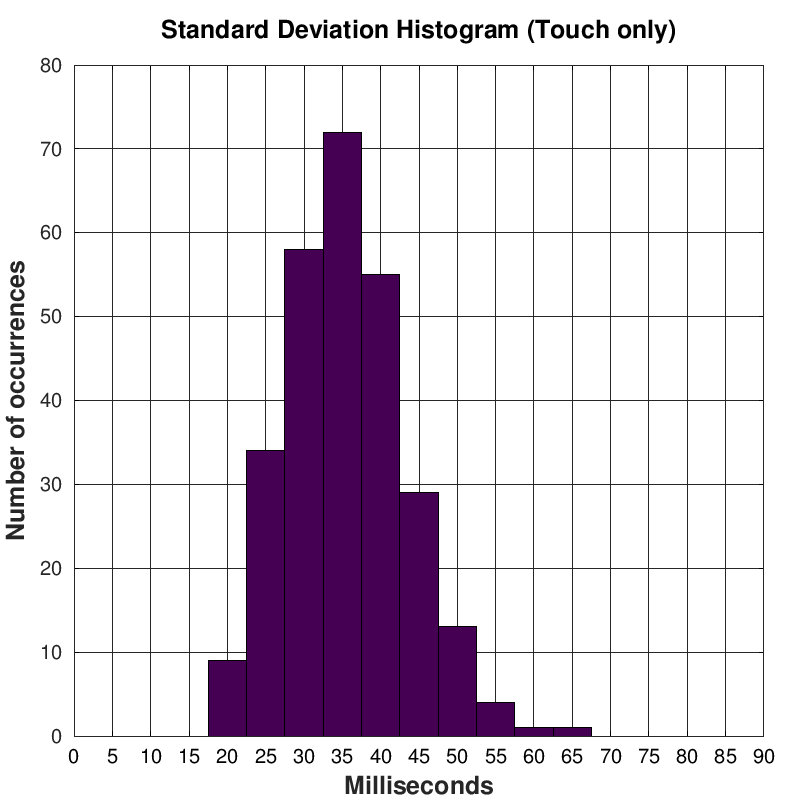 Standard Deviation Histogram (Touch only)
80
70
60
50
40
30
20
10
0
Number of occurrences
0 5 10 15 20 25 30 35 40 45 50 55 60 65 70 75 80 85 90
Milliseconds